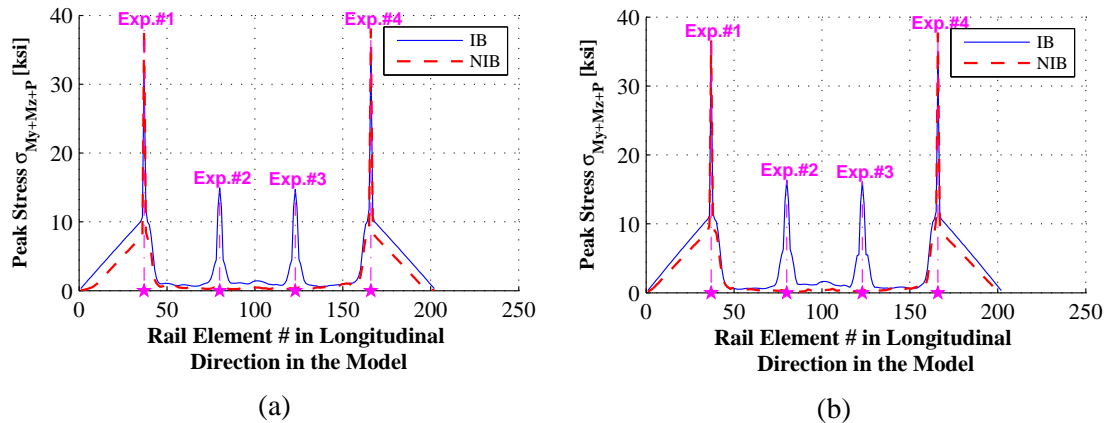 Exp.#1
Exp.#4
40
30
20
10
0
IB
NIB
Exp.#2
Exp.#3
Peak Stress σMy+Mz+P [ksi]
0
50
100
150
200
250
Rail Element # in Longitudinal
Direction in the Model
(a)
Exp.#1
Exp.#4
40
30
20
10
0
IB
NIB
Exp.#2
Exp.#3
Peak Stress σMy+Mz+P [ksi]
0
50
100
150
200
250
Rail Element # in Longitudinal
Direction in the Model
(b)